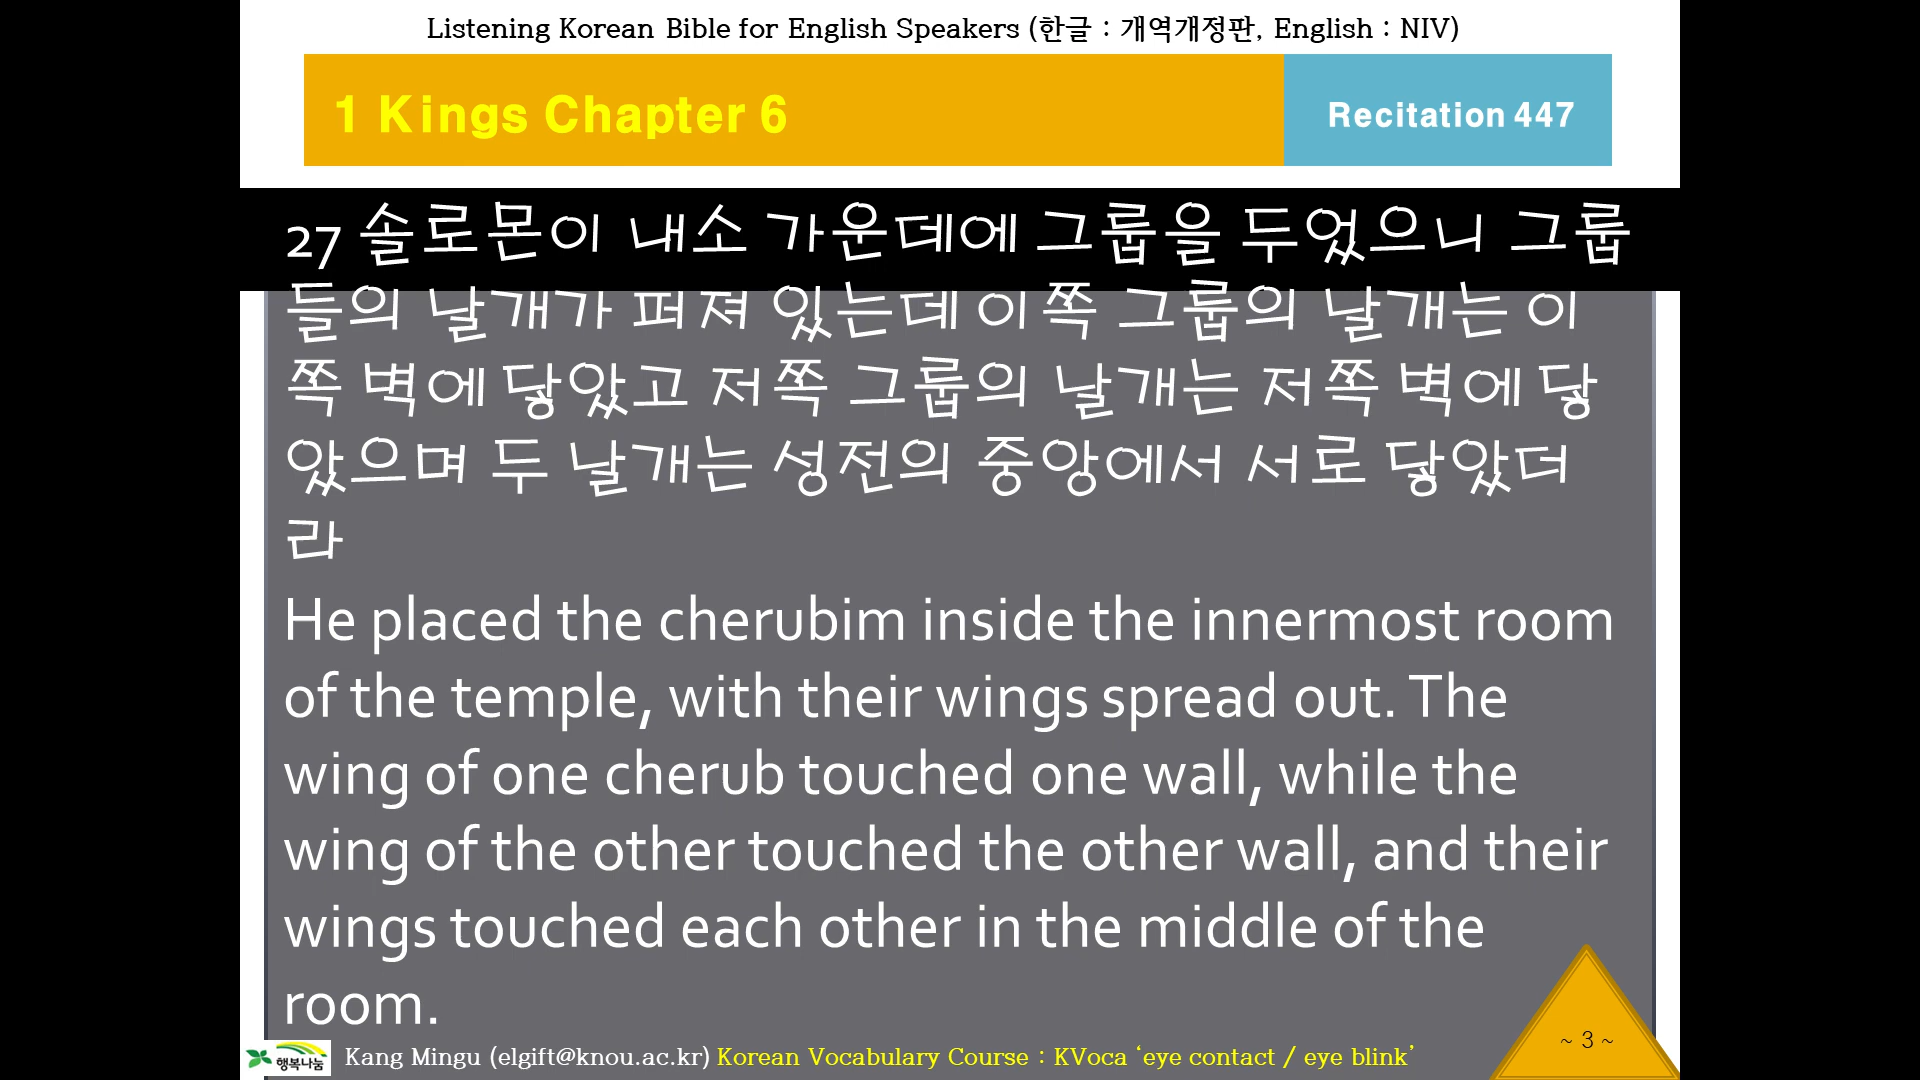 Listening Korean Bible for English Speakers (한글 : 개역개정판, English : NIV)
1 Kings Chapter 6
Recitation 447
27 솔로몬이 내소 가운데에 그룹을 두었으니 그룹
들의 날개가 퍼져 있는데 이쪽 그룹의 날개는 이
쪽 벽에 닿았고 저쪽 그룹의 날개는 저쪽 벽에 닿
았으며 두 날개는 성전의 중앙에서 서로 닿았더
라
He placed the cherubim inside the innermost room
of the temple, with their wings spread out. The
wing of one cherub touched one wall, while the
wing of the other touched the other wall, and their
wings touched each other in the middle of the
room.
~ 3 ~
행복나눔
Kang Mingu (elgift@knou.ac.kr) Korean Vocabulary Course : KVoca ‘eye contact / eye blink’